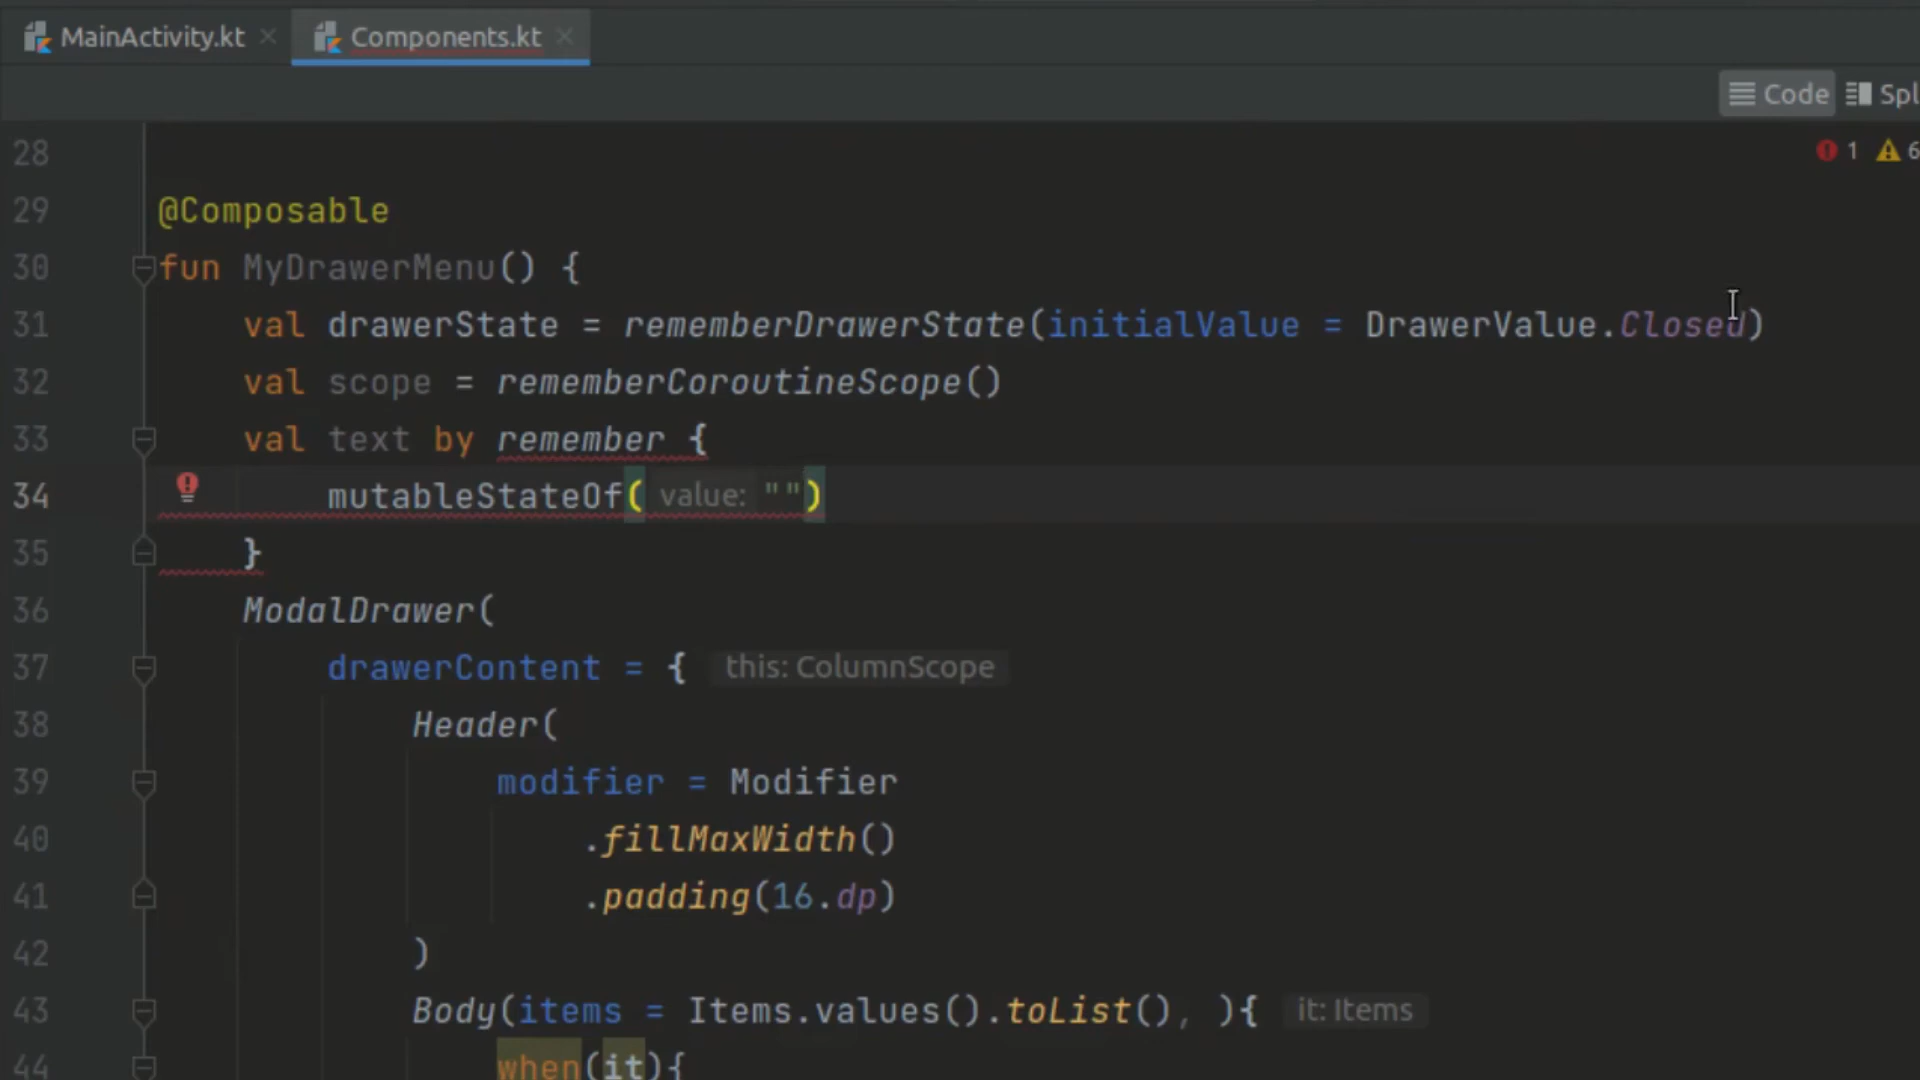 MainActivity.kt
Components.kt
Code
Spl
28
1
6
29 @Composable
30 fun MyDrawerMenu() {
31 val drawerState = rememberDrawerState(initialValue = DrawerValue.Closed)
32 val scope = rememberCoroutineScope()
33 val text by remember {
34 mutableStateOf( value: "")
35 }
36 ModalDrawer(
37 drawerContent = { this: ColumnScope
38 Header(
39 modifier = Modifier
40 .fillMaxWidth()
41 .padding(16.dp)
42 )
43 Body(items = Items.values().toList(), ){ it: Items
44 when(it){